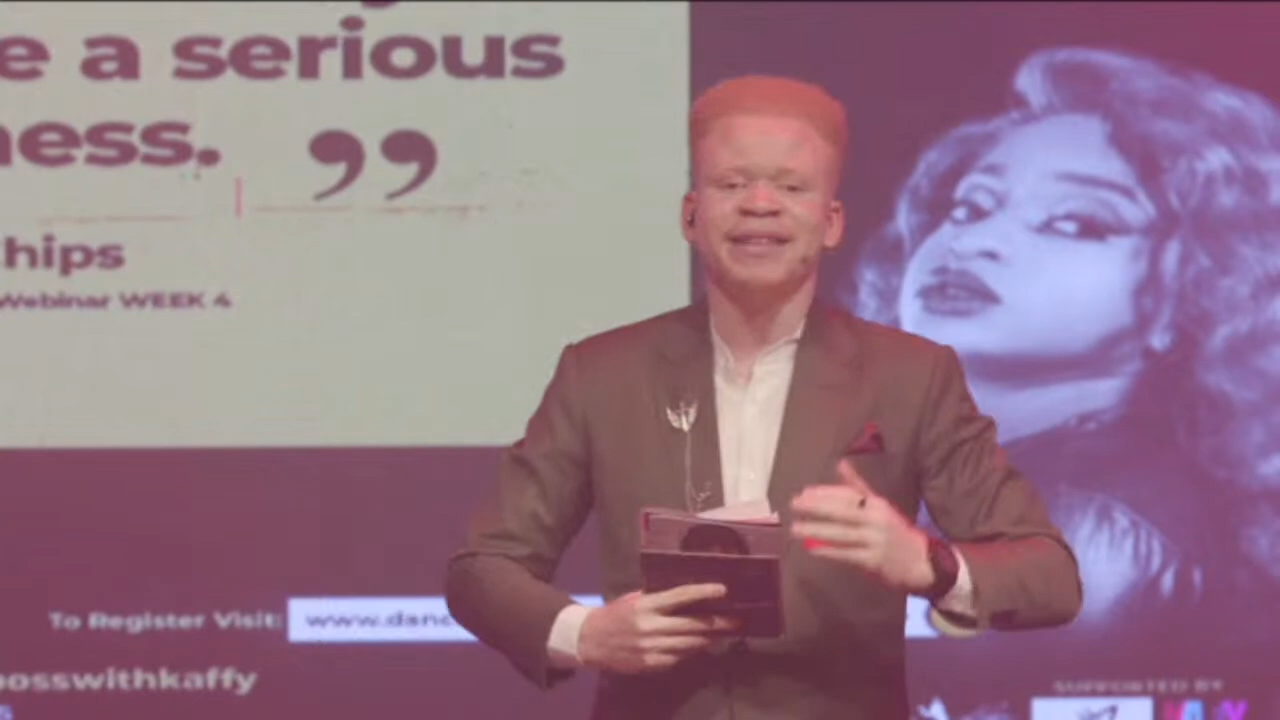 e a serious
ness.
”
hips
Webinar WEEK 4
To Register Visit: www.danc
bosswithkaffy
SUPPORTED BY